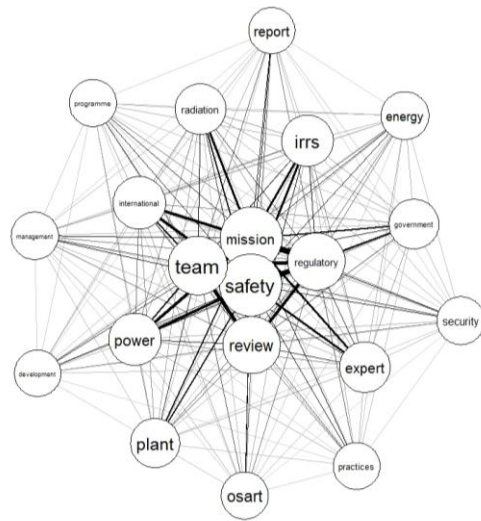 report
programme
radiation
energy
irrs
international
government
management
mission
regulatory
team
safety
security
power
review
expert
development
plant
practices
osart